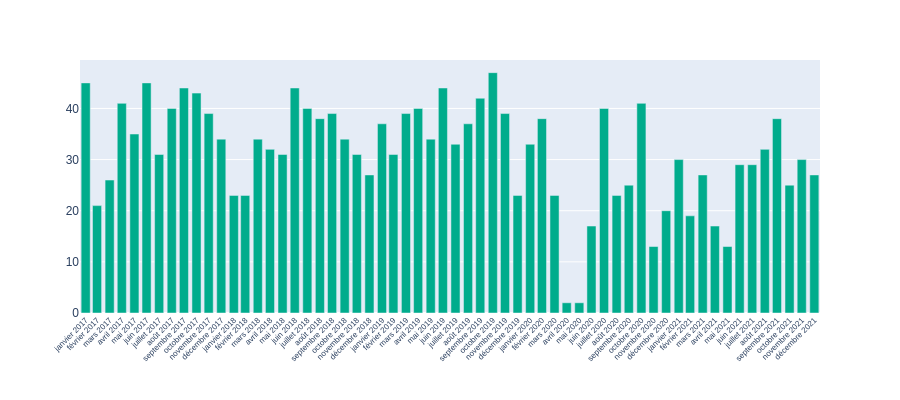 40
30
20
10
0
janvier 2017
février 2017
mars 2017
avril 2017
mai 2017
juin 2017
juillet 2017
août 2017
septembre 2017
octobre 2017
novembre 2017
décembre 2017
janvier 2018
février 2018
mars 2018
avril 2018
mai 2018
juin 2018
juillet 2018
août 2018
septembre 2018
octobre 2018
novembre 2018
décembre 2018
janvier 2019
février 2019
mars 2019
avril 2019
mai 2019
juin 2019
juillet 2019
août 2019
septembre 2019
octobre 2019
novembre 2019
décembre 2019
janvier 2020
février 2020
mars 2020
avril 2020
mai 2020
juin 2020
juillet 2020
août 2020
septembre 2020
octobre 2020
novembre 2020
décembre 2020
janvier 2021
février 2021
mars 2021
avril 2021
mai 2021
juin 2021
juillet 2021
août 2021
septembre 2021
octobre 2021
novembre 2021
décembre 2021